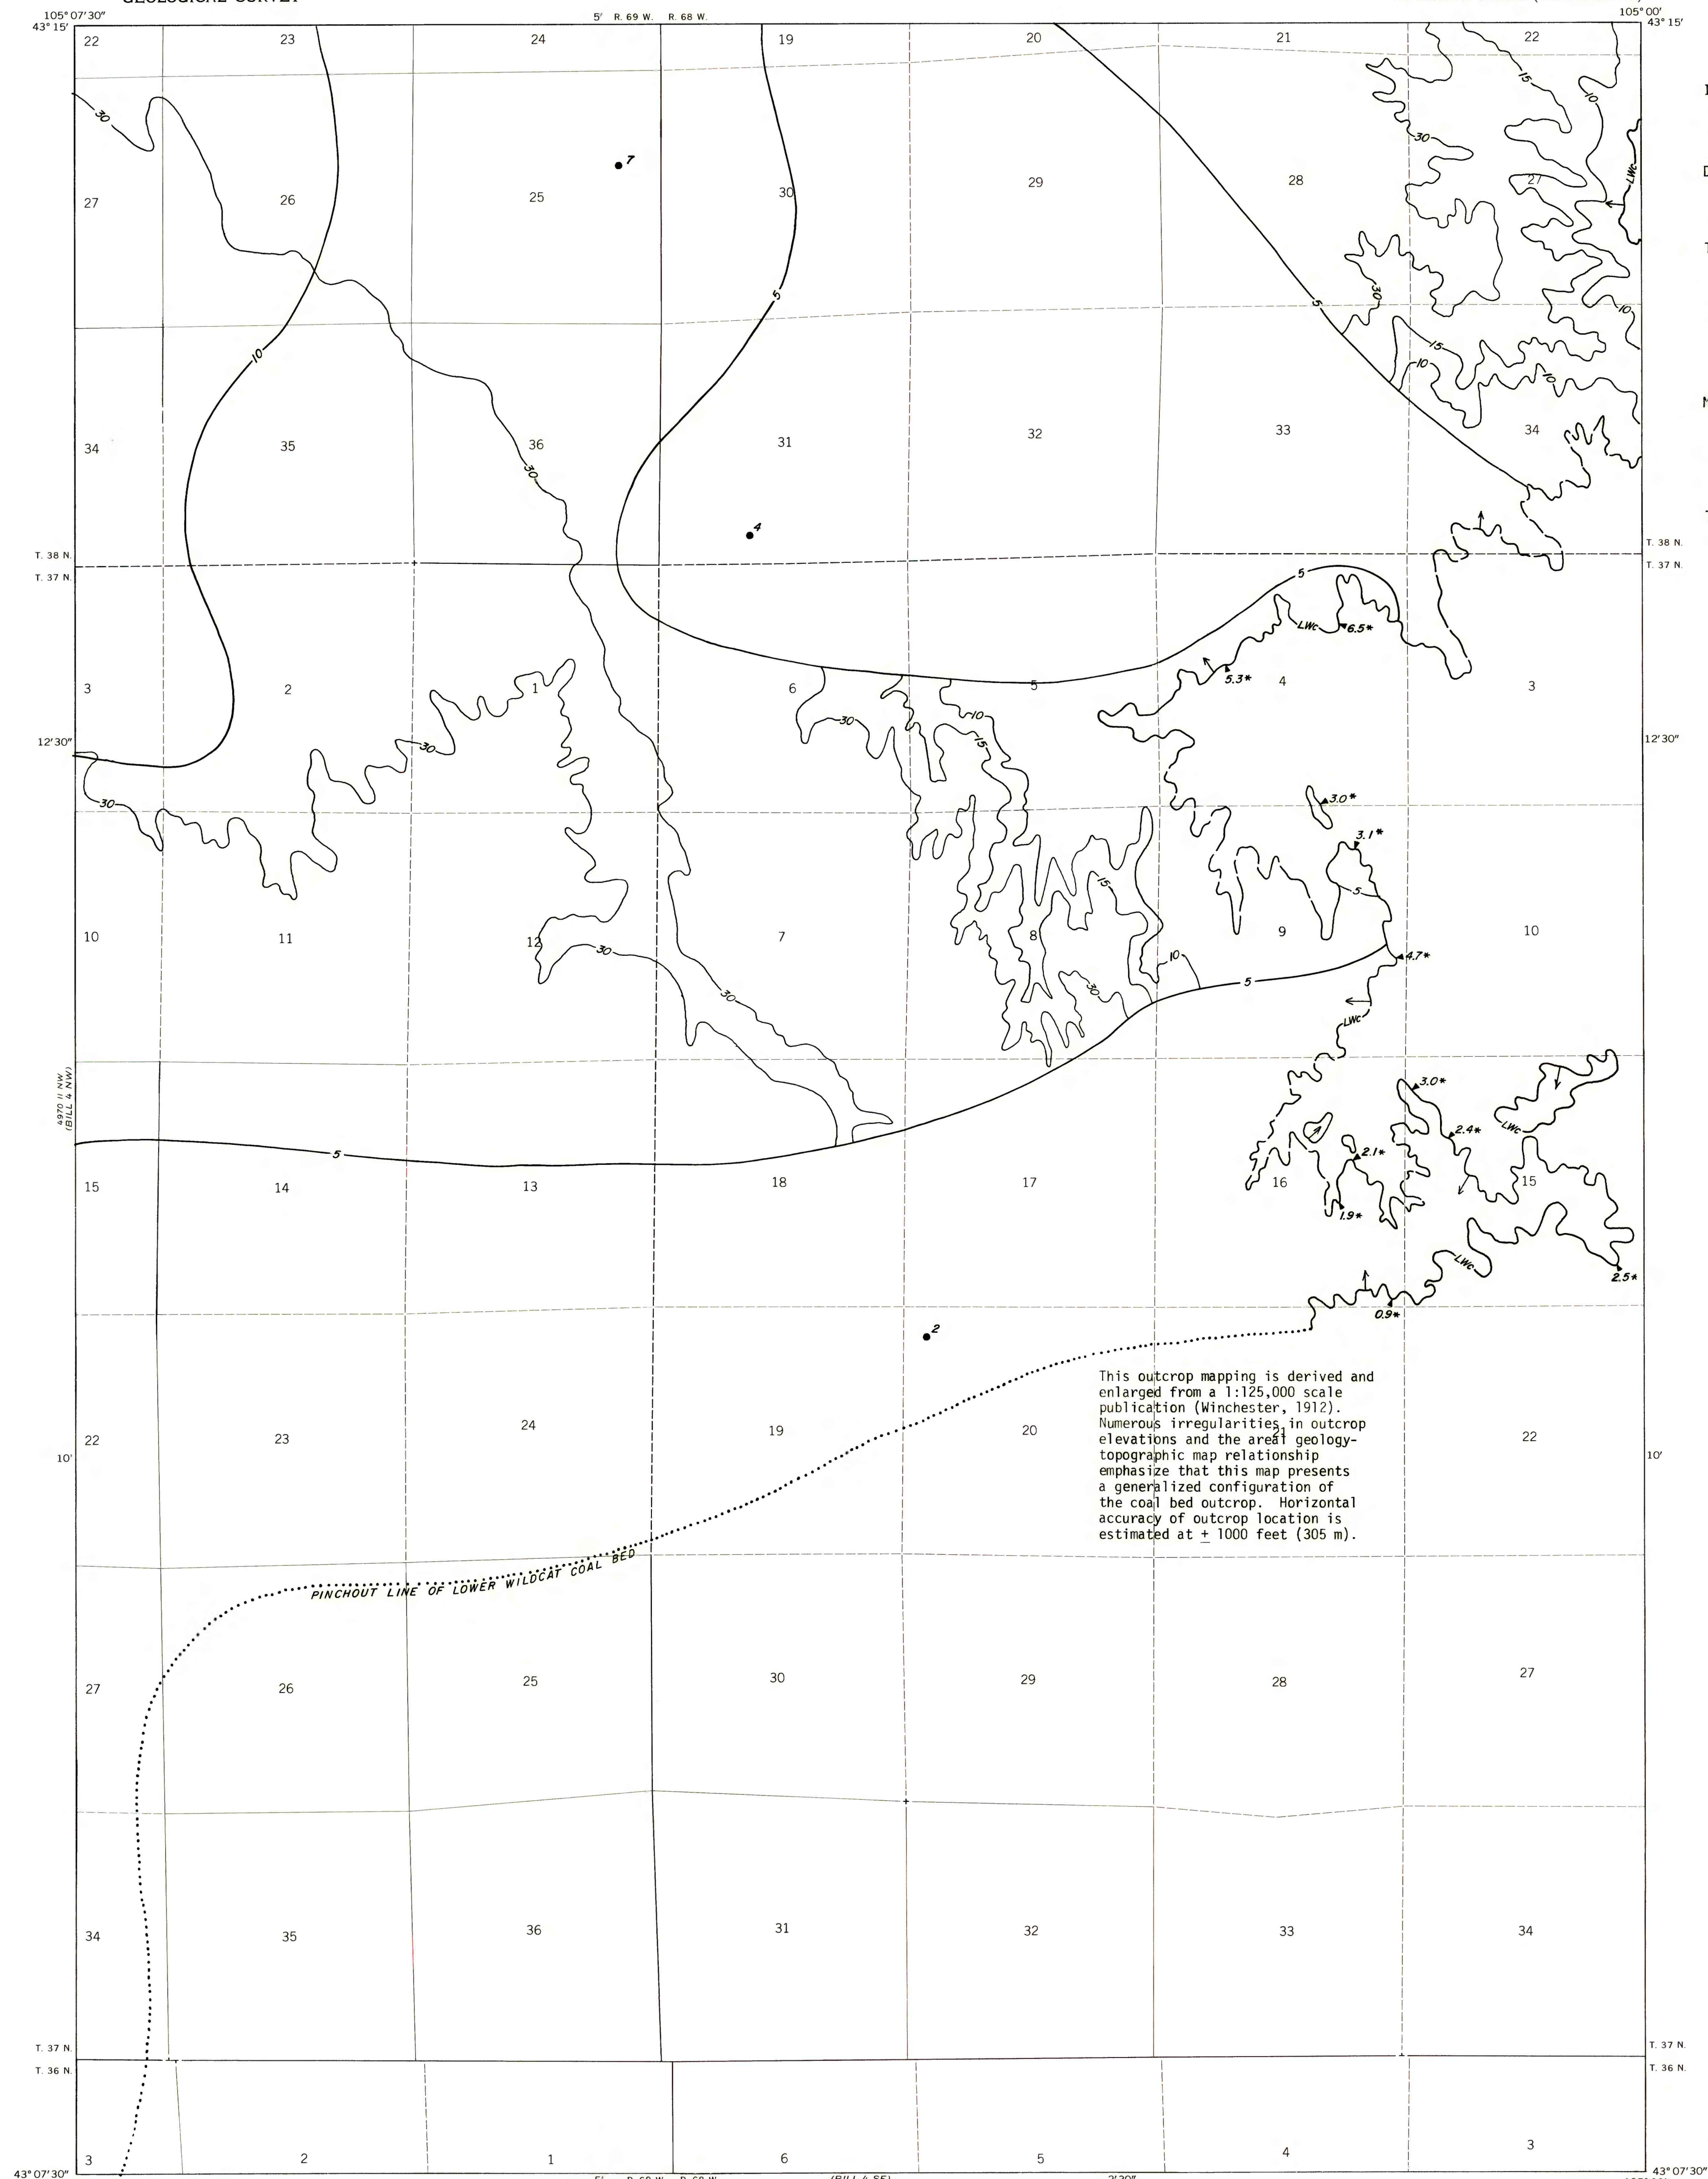 105° 07′ 30″
5′ R. 69 W. R. 68 W.
105° 00′
43° 15′
43° 15′
22 23 24 19 20 21 22
15
10
30
30
7
LWc
27 26 25 30 29 28 27
5
30
5
10
10
15
10
10
34 35 36 31 32 33 34
30
4
T. 38 N.
T. 37 N.
T. 38 N.
T. 37 N.
5
LWc
6.5*
5.3*
3 2 1 6 5 4 3
30
10
15
12′ 30″
30
12′ 30″
30
3.0*
3.1*
15
5
10 11 12 7 8 9 10
30
10
4.7*
5
30
30
LWc
4970 II NW
(BILL 4 NW)
3.0*
LWc
2.4*
5
2.1*
15 14 13 18 17 16 15
1.9*
LWc
2.5*
0.9*
2
This outcrop mapping is derived and
enlarged from a 1:125,000 scale
publication (Winchester, 1912).
Numerous irregularities in outcrop
elevations and the areal geology-
topographic map relationship
emphasize that this map presents
a generalized configuration of
the coal bed outcrop. Horizontal
accuracy of outcrop location is
estimated at ± 1000 feet (305 m).
22 23 24 19 20 21 22
10′
10′
PINCHOUT LINE OF LOWER WILDCAT COAL BED
27 26 25 30 29 28 27
34 35 36 31 32 33 34
T. 37 N.
T. 36 N.
T. 37 N.
T. 36 N.
3 2 1 6 5 4 3
43° 07′ 30″
43° 07′ 30″